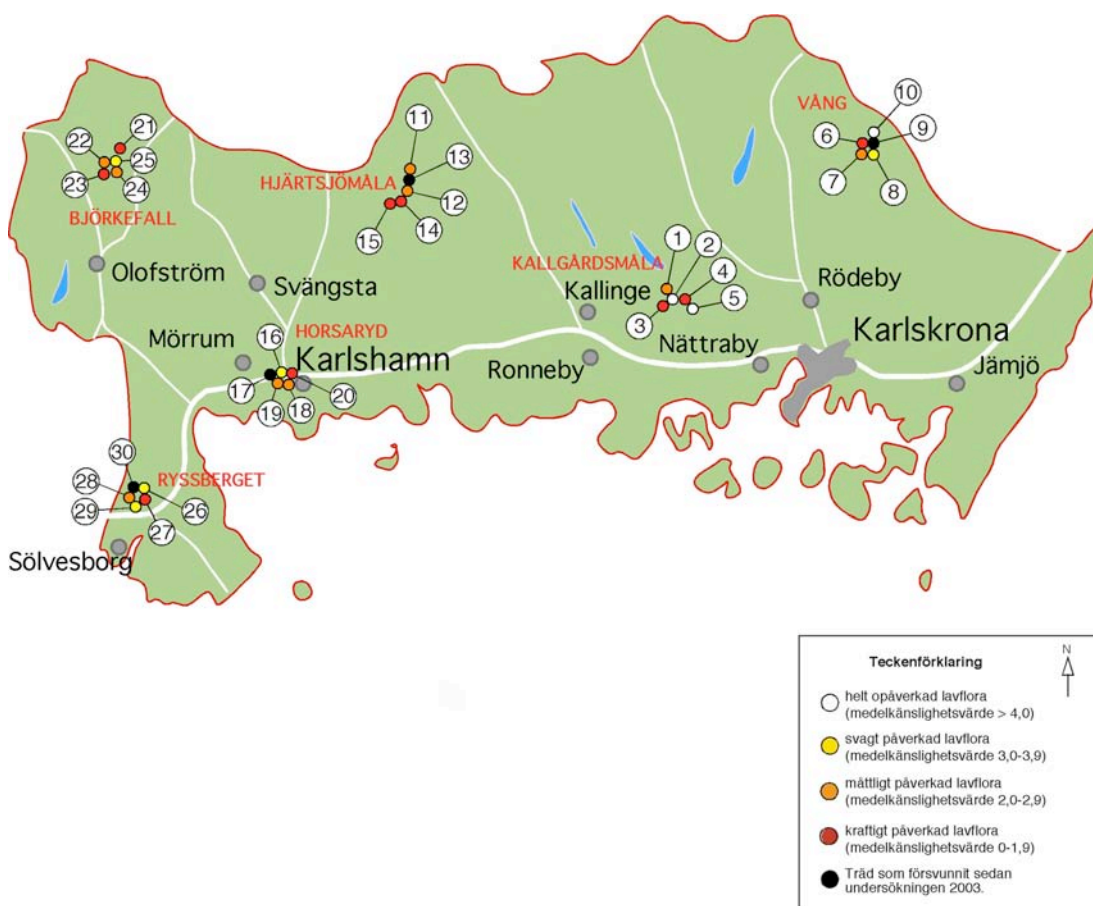 10
VÅNG
6
9
11
21
22
25
13
HJÄRTSJÖMÅLA
7
8
23
24
12
BJÖRKEFALL
15
14
1
2
KALLGÅRDSMÅLA
4
Olofström
Svängsta
Kallinge
5
Rödeby
3
16
HORSARYD
Mörrum
Karlshamn
Karlskrona
Nättraby
Ronneby
Jämjö
17
20
19
18
30
RYSSBERGET
28
29
26
27
Sölvesborg
Teckenförklaring
N
helt opåverkad lavflora
(medelkänslighetsvärde > 4,0)
svagt påverkad lavflora
(medelkänslighetsvärde 3,0-3,9)
måttligt påverkad lavflora
(medelkänslighetsvärde 2,0-2,9)
kraftigt påverkad lavflora
(medelkänslighetsvärde 0-1,9)
Träd som försvunnit sedan
undersökningen 2003.